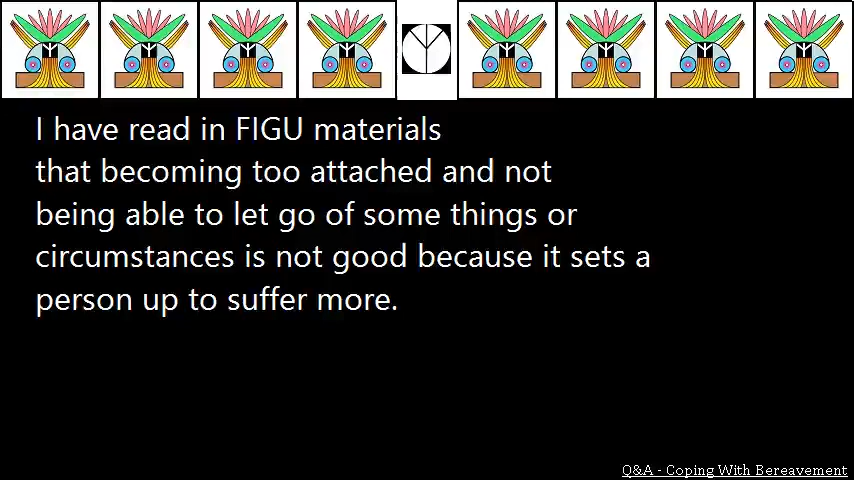 I have read in FIGU materials
that becoming too attached and not
being able to let go of some things or
circumstances is not good because it sets a
person up to suffer more.
Q&A - Coping With Bereavement